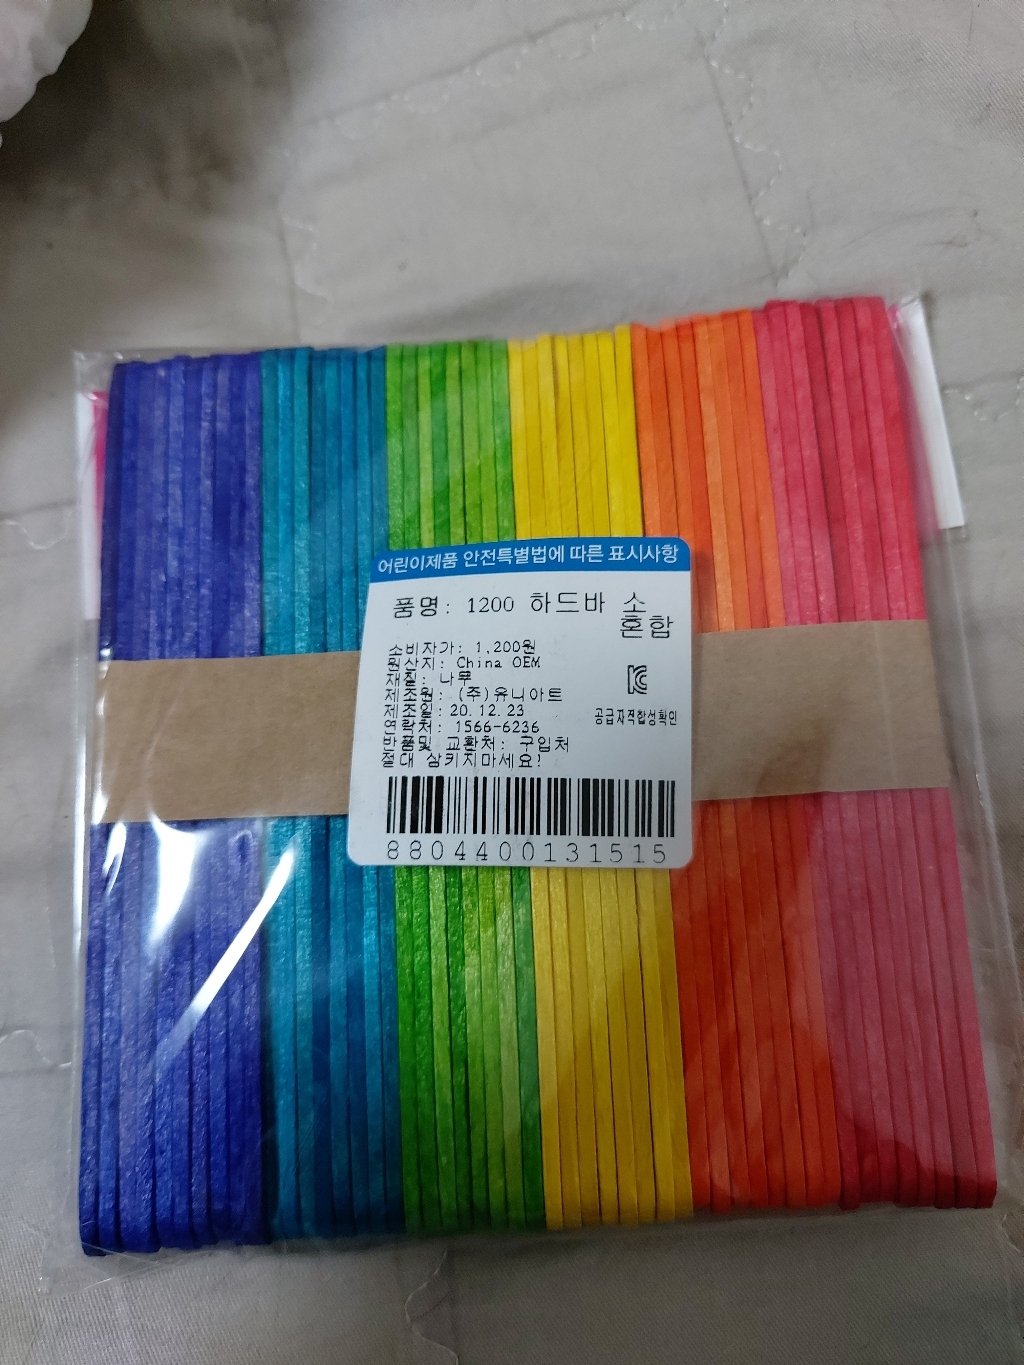 어린이제품 안전특별법에 따른 표시사항
품명: 1200 하드바 소
혼합
소비자가: 1,200원
원산지: China OEM
재질: 나무
제조원: (주)유니아트
제조일: 20.12.23
연락처: 1566-6236
반품및 교환처: 구입처
절대 삼키지마세요!
KC
공급자적합성확인
8804400131515